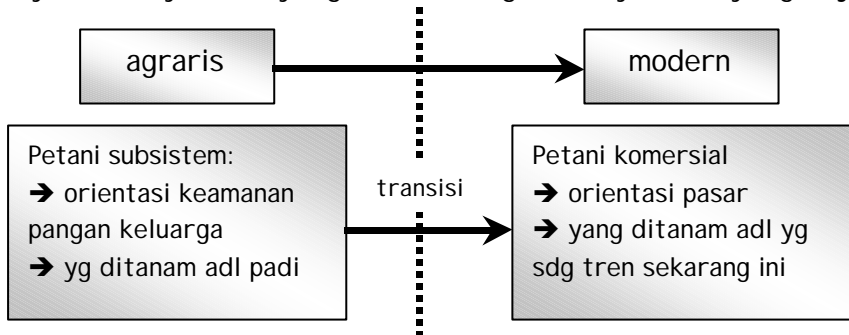 agraris
modern
Petani subsistem:
➔ orientasi keamanan
pangan keluarga
➔ yg ditanam adl padi
transisi
Petani komersial
➔ orientasi pasar
➔ yang ditanam adl yg
sdg tren sekarang ini